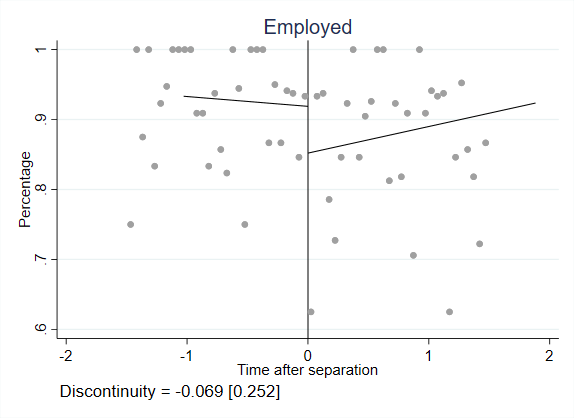 Employed
Percentage
1
.9
.8
.7
.6
-2
-1
0
1
2
Time after separation
Discontinuity = -0.069 [0.252]